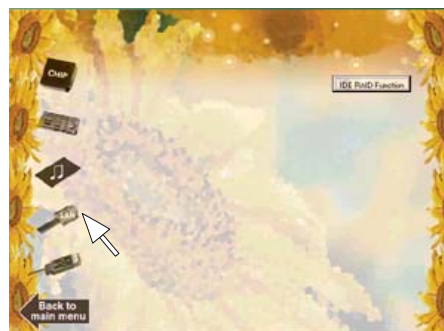 CHIP
IDE RAID Function
LAN
Back to
main menu